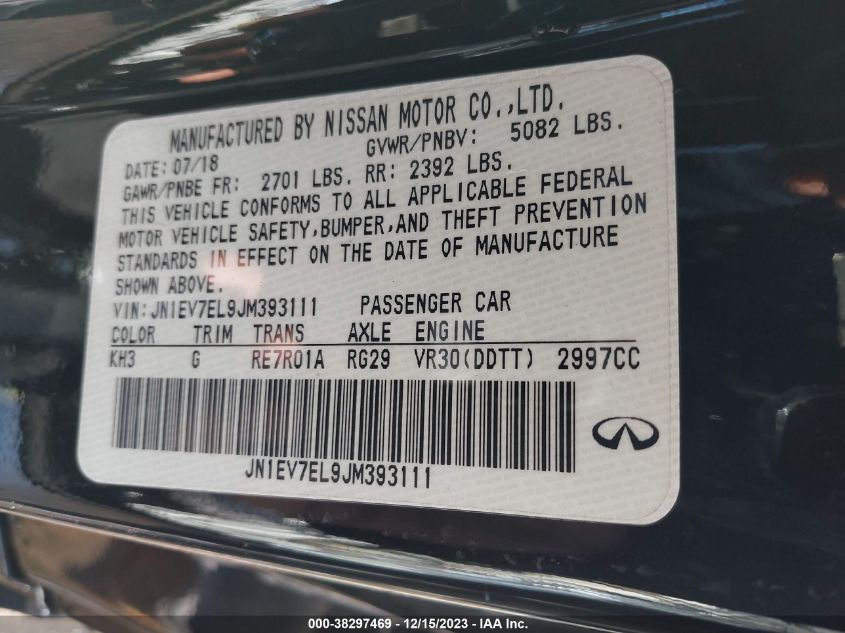 MANUFACTURED BY NISSAN MOTOR CO.,LTD.
DATE: 07/18 GVWR/PNBV: 5082 LBS.
GAWR/PNBE FR: 2701 LBS. RR: 2392 LBS.
THIS VEHICLE CONFORMS TO ALL APPLICABLE FEDERAL
MOTOR VEHICLE SAFETY,BUMPER,AND THEFT PREVENTION
STANDARDS IN EFFECT ON THE DATE OF MANUFACTURE
SHOWN ABOVE.
VIN:JN1EV7EL9JM393111 PASSENGER CAR
COLOR TRIM TRANS AXLE ENGINE
KH3 G RE7R01A RG29 VR30(DDTT) 2997CC
JN1EV7EL9JM393111
000-38297469 - 12/15/2023 - IAA Inc.